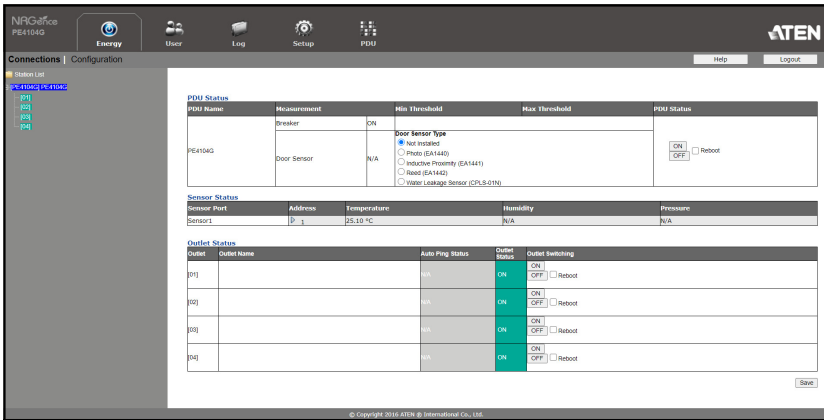 NRGence
PE4104G
Energy
User
Log
Setup
PDU
ATEN
Connections | Configuration
Help
Logout
Station List
[PE4104G] PE4104G
[01]
[02]
[03]
[04]
PDU Status
PDU Name Measurement Min Threshold Max Threshold PDU Status
PE4104G
Breaker ON
Door Sensor N/A
Door Sensor Type
Not Installed
Photo (EA1440)
Inductive Proximity (EA1441)
Reed (EA1442)
Water Leakage Sensor (CPLS-01N)
ON
OFF Reboot
Sensor Status
Sensor Port Address Temperature Humidity Pressure
Sensor1 1 25.10 °C N/A N/A
Outlet Status
Outlet Outlet Name Auto Ping Status Outlet Status Outlet Switching
[01] N/A ON ON
OFF Reboot
[02] N/A ON ON
OFF Reboot
[03] N/A ON ON
OFF Reboot
[04] N/A ON ON
OFF Reboot
Save
© Copyright 2016 ATEN ® International Co., Ltd.